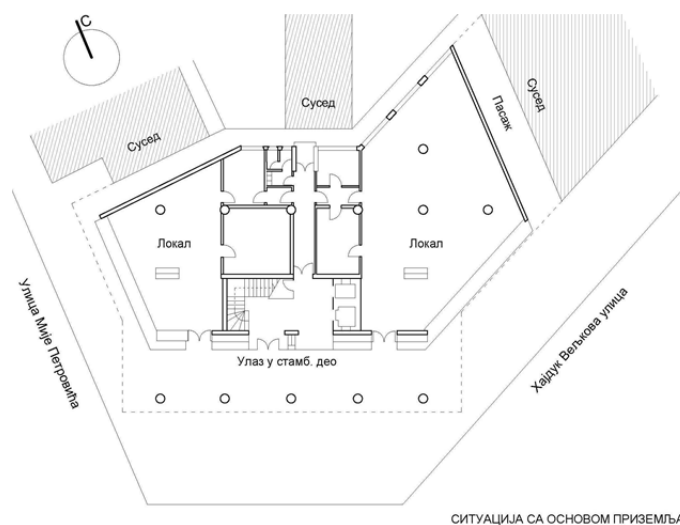 С
Сусед
Сусед
Сусед
Пасаж
Локал
Локал
Улица Мије Петровића
Улаз у стамб. део
Хајдук Вељкова улица
СИТУАЦИЈА СА ОСНОВОМ ПРИЗЕМЉА